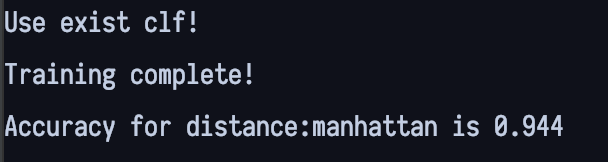 Use exist clf!
Training complete!
Accuracy for distance:manhattan is 0.944